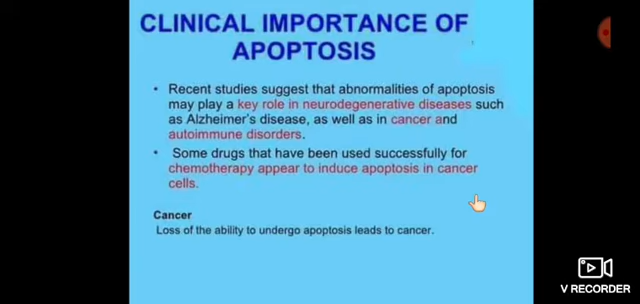 CLINICAL IMPORTANCE OF
APOPTOSIS
• Recent studies suggest that abnormalities of apoptosis
may play a key role in neurodegenerative diseases such
as Alzheimer's disease, as well as in cancer and
autoimmune disorders.
• Some drugs that have been used successfully for
chemotherapy appear to induce apoptosis in cancer
cells.
Cancer
Loss of the ability to undergo apoptosis leads to cancer.
V RECORDER